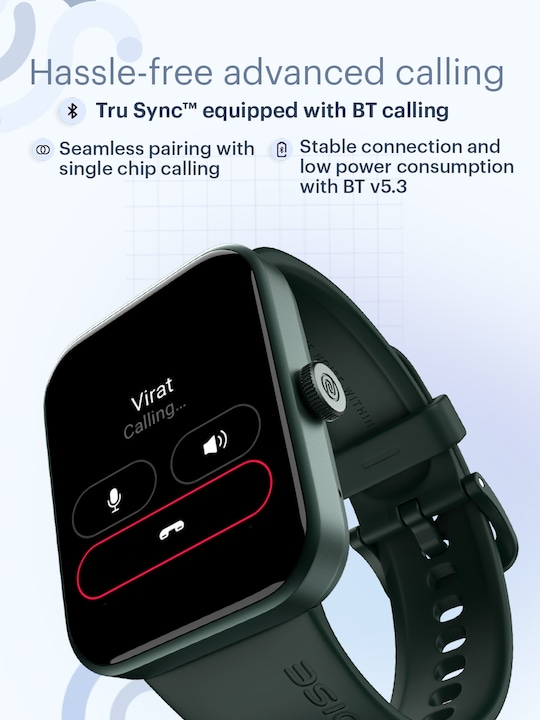 Hassle-free advanced calling
Tru Sync™ equipped with BT calling
Seamless pairing with
single chip calling
Stable connection and
low power consumption
with BT v5.3
Virat
Calling...